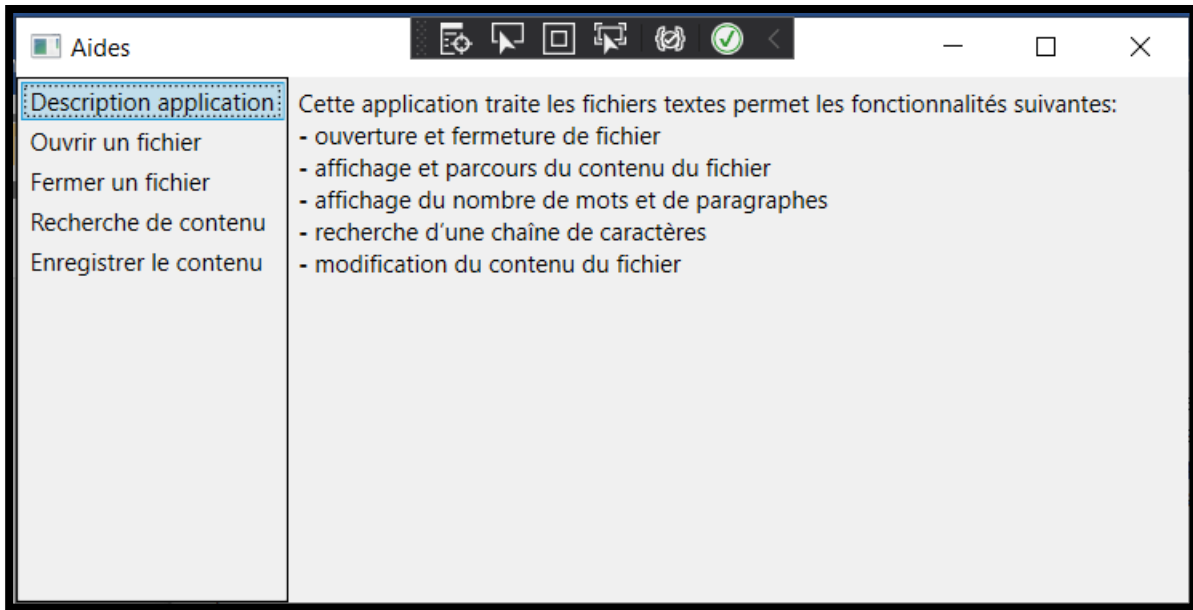 Aides
Description application
Ouvrir un fichier
Fermer un fichier
Recherche de contenu
Enregistrer le contenu
Cette application traite les fichiers textes permet les fonctionnalités suivantes:
- ouverture et fermeture de fichier
- affichage et parcours du contenu du fichier
- affichage du nombre de mots et de paragraphes
- recherche d’une chaîne de caractères
- modification du contenu du fichier